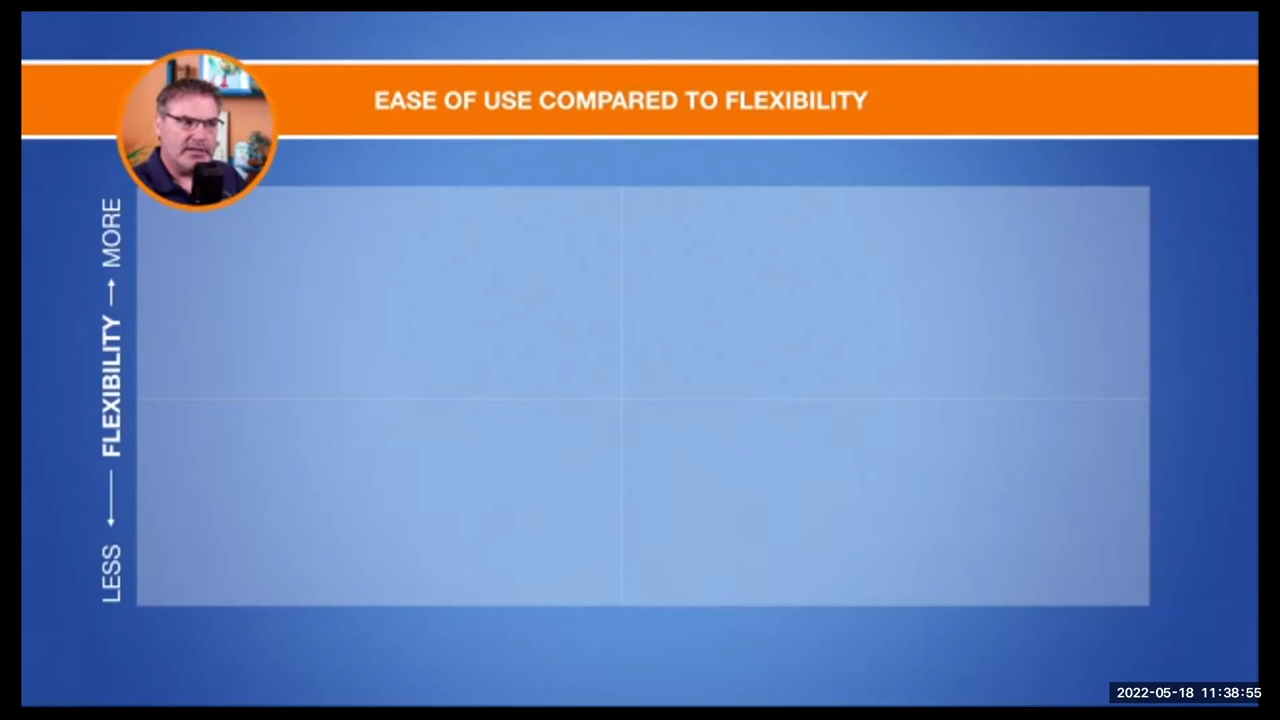 EASE OF USE COMPARED TO FLEXIBILITY
LESS FLEXIBILITY MORE
2022-05-18 11:38:55